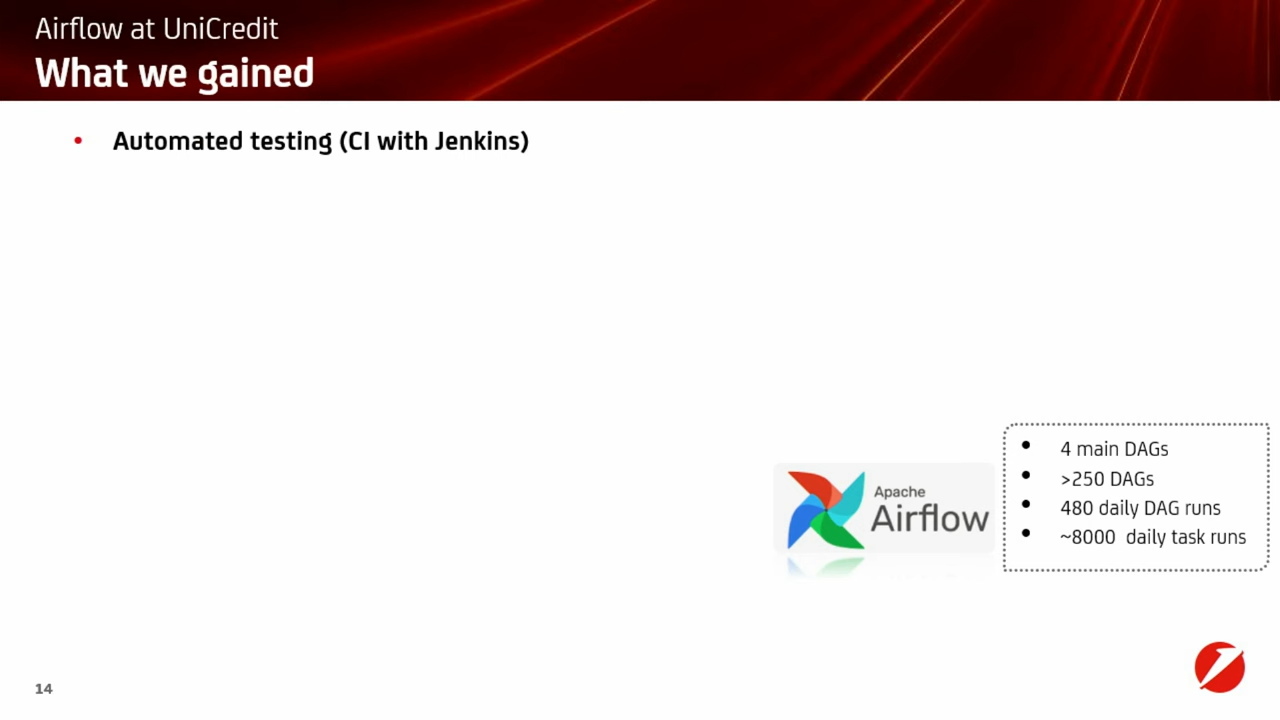 Airflow at UniCredit
What we gained
• Automated testing (CI with Jenkins)
Apache
Airflow
• 4 main DAGs
• >250 DAGs
• 480 daily DAG runs
• ~8000  daily task runs
14